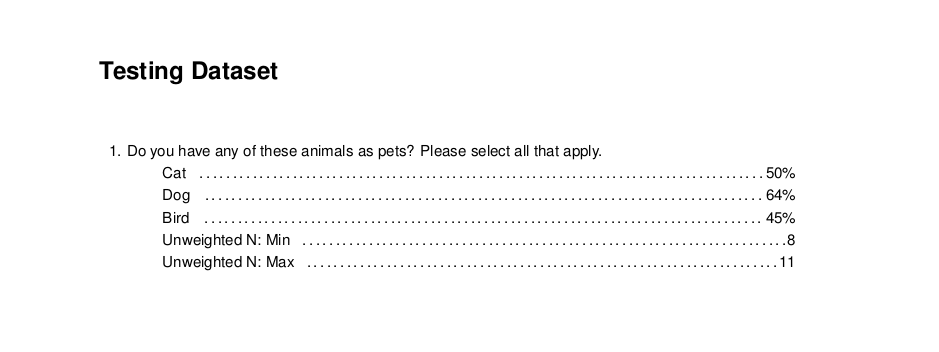 Testing Dataset
1. Do you have any of these animals as pets? Please select all that apply.
Cat ........................................................................................ 50%
Dog ........................................................................................ 64%
Bird ........................................................................................ 45%
Unweighted N: Min ........................................................................ 8
Unweighted N: Max ........................................................................ 11